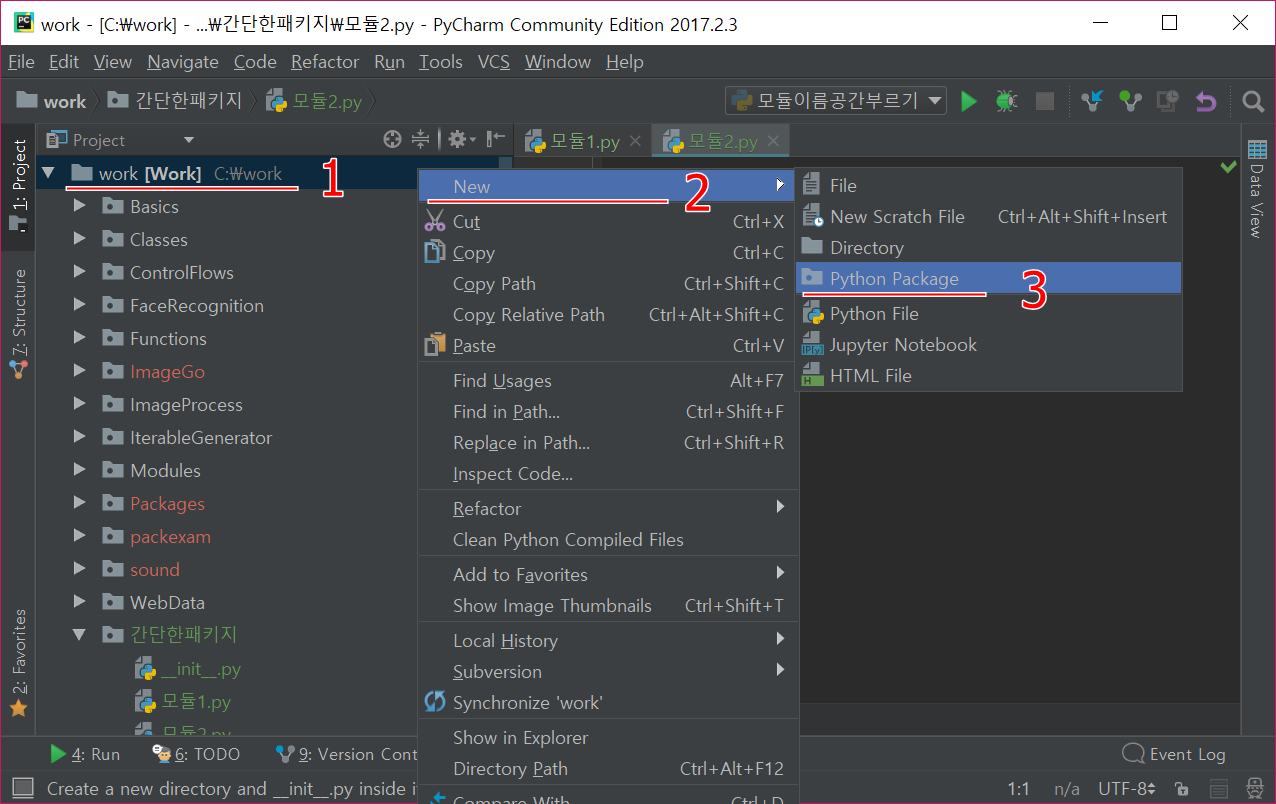 work - [C:\work] - ...\간단한패키지\모듈2.py - PyCharm Community Edition 2017.2.3
File Edit View Navigate Code Refactor Run Tools VCS Window Help
work 간단한패키지 모듈2.py 모듈이름공간부르기
Project 모듈1.py 모듈2.py
1: Project
7: Structure
2: Favorites
work [Work] C:\work 1
Basics
Classes
ControlFlows
FaceRecognition
Functions
ImageGo
ImageProcess
IterableGenerator
Modules
Packages
packexam
sound
WebData
간단한패키지
__init__.py
모듈1.py
모듈2.py
New 2
Cut Ctrl+X
Copy Ctrl+C
Copy Path Ctrl+Shift+C
Copy Relative Path Ctrl+Alt+Shift+C
Paste Ctrl+V
Find Usages Alt+F7
Find in Path... Ctrl+Shift+F
Replace in Path... Ctrl+Shift+R
Inspect Code...
Refactor
Clean Python Compiled Files
Add to Favorites
Show Image Thumbnails Ctrl+Shift+T
Local History
Subversion
Synchronize 'work'
Show in Explorer
Directory Path Ctrl+Alt+F12
Compare With... Ctrl+D
File
New Scratch File Ctrl+Alt+Shift+Insert
Directory
Python Package 3
Python File
Jupyter Notebook
HTML File
Data View
4: Run 6: TODO 9: Version Cont Event Log
Create a new directory and __init__.py inside i 1:1 n/a UTF-8